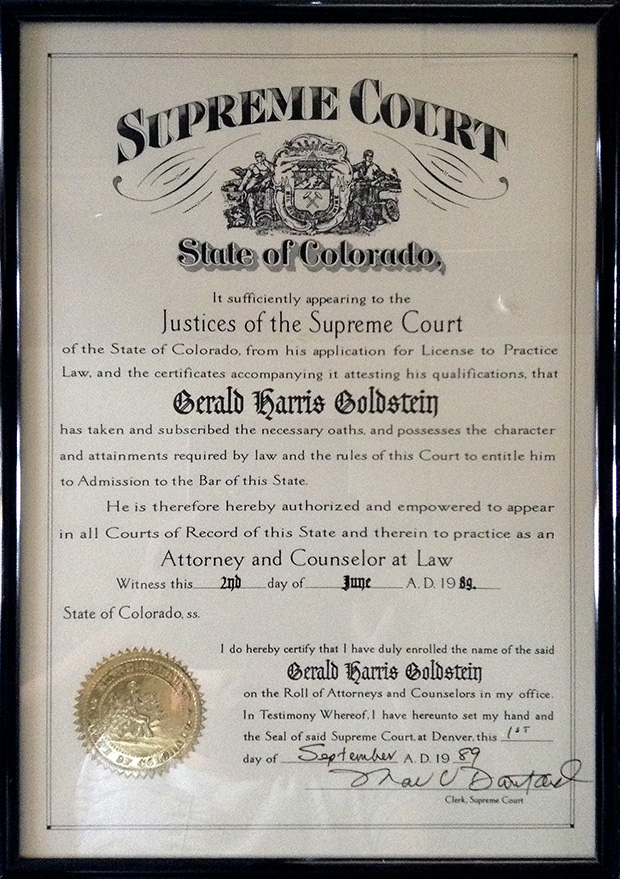 SUPREME COURT
State of Colorado,
It sufficiently appearing to the
Justices of the Supreme Court
of the State of Colorado, from his application for License to Practice
Law, and the certificates accompanying it attesting his qualifications, that
Gerald Harris Goldstein
has taken and subscribed the necessary oaths, and possesses the character
and attainments required by law and the rules of this Court to entitle him
to Admission to the Bar of this State.
He is therefore hereby authorized and empowered to appear
in all Courts of Record of this State and therein to practice as an
Attorney and Counselor at Law
Witness this 2nd day of June A. D. 19 89.
State of Colorado, ss.
I do hereby certify that I have duly enrolled the name of the said
Gerald Harris Goldstein
on the Roll of Attorneys and Counselors in my office.
In Testimony Whereof, I have hereunto set my hand and
the Seal of said Supreme Court, at Denver, this 1ST
day of September A. D. 19 89
Clerk, Supreme Court
OF COLORADO